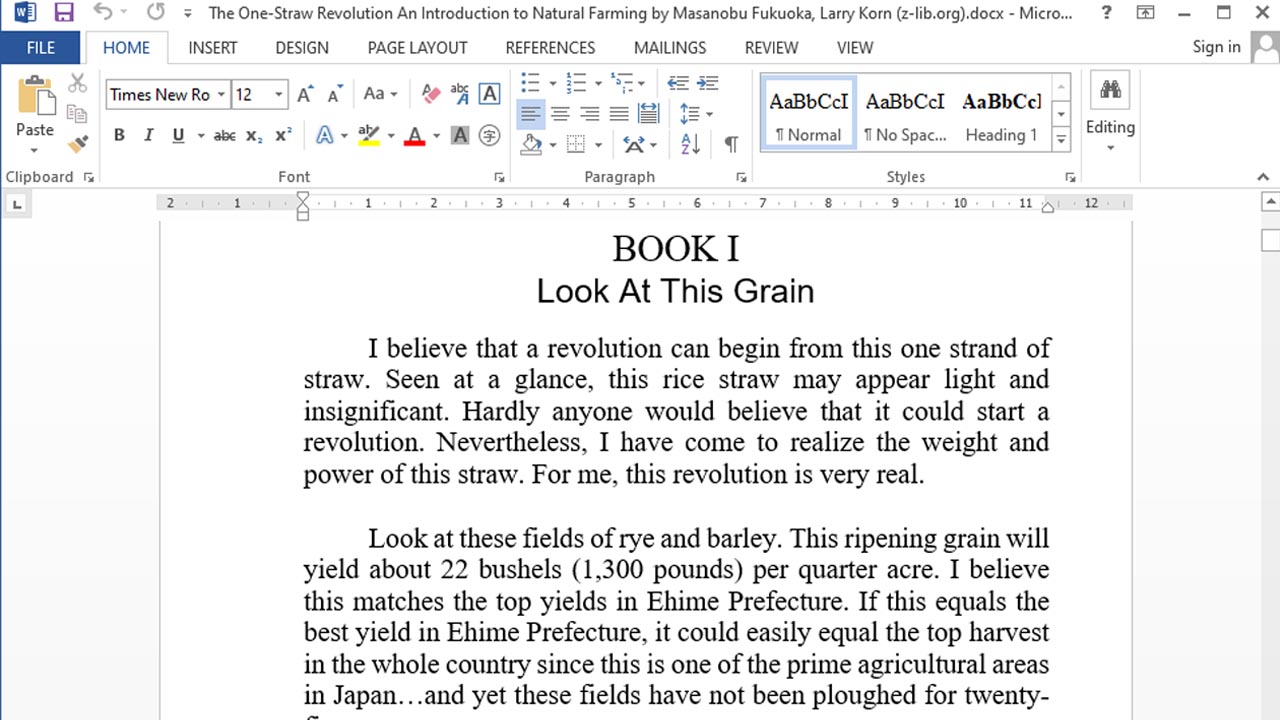 The One-Straw Revolution An Introduction to Natural Farming by Masanobu Fukuoka, Larry Korn (z-lib.org).docx - Micro...
?
FILE HOME INSERT DESIGN PAGE LAYOUT REFERENCES MAILINGS REVIEW VIEW Sign in
Times New Ro 12 Aa abc A
AaBbCcI AaBbCcI AaBbCcI
Paste B I U abc x₂ x² A ab A A 字 ¶ Normal ¶ No Spac... Heading 1 Editing
Clipboard Font Paragraph Styles
2 1 1 2 3 4 5 6 7 8 9 10 11 12
BOOK I
Look At This Grain
I believe that a revolution can begin from this one strand of
straw. Seen at a glance, this rice straw may appear light and
insignificant. Hardly anyone would believe that it could start a
revolution. Nevertheless, I have come to realize the weight and
power of this straw. For me, this revolution is very real.
Look at these fields of rye and barley. This ripening grain will
yield about 22 bushels (1,300 pounds) per quarter acre. I believe
this matches the top yields in Ehime Prefecture. If this equals the
best yield in Ehime Prefecture, it could easily equal the top harvest
in the whole country since this is one of the prime agricultural areas
in Japan…and yet these fields have not been ploughed for twenty-